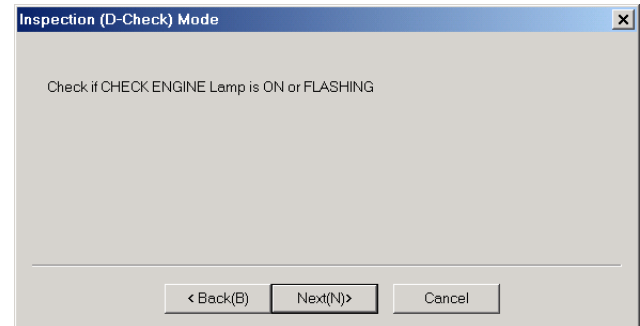 Inspection (D-Check) Mode
Check if CHECK ENGINE Lamp is ON or FLASHING
< Back(B) Next(N)> Cancel